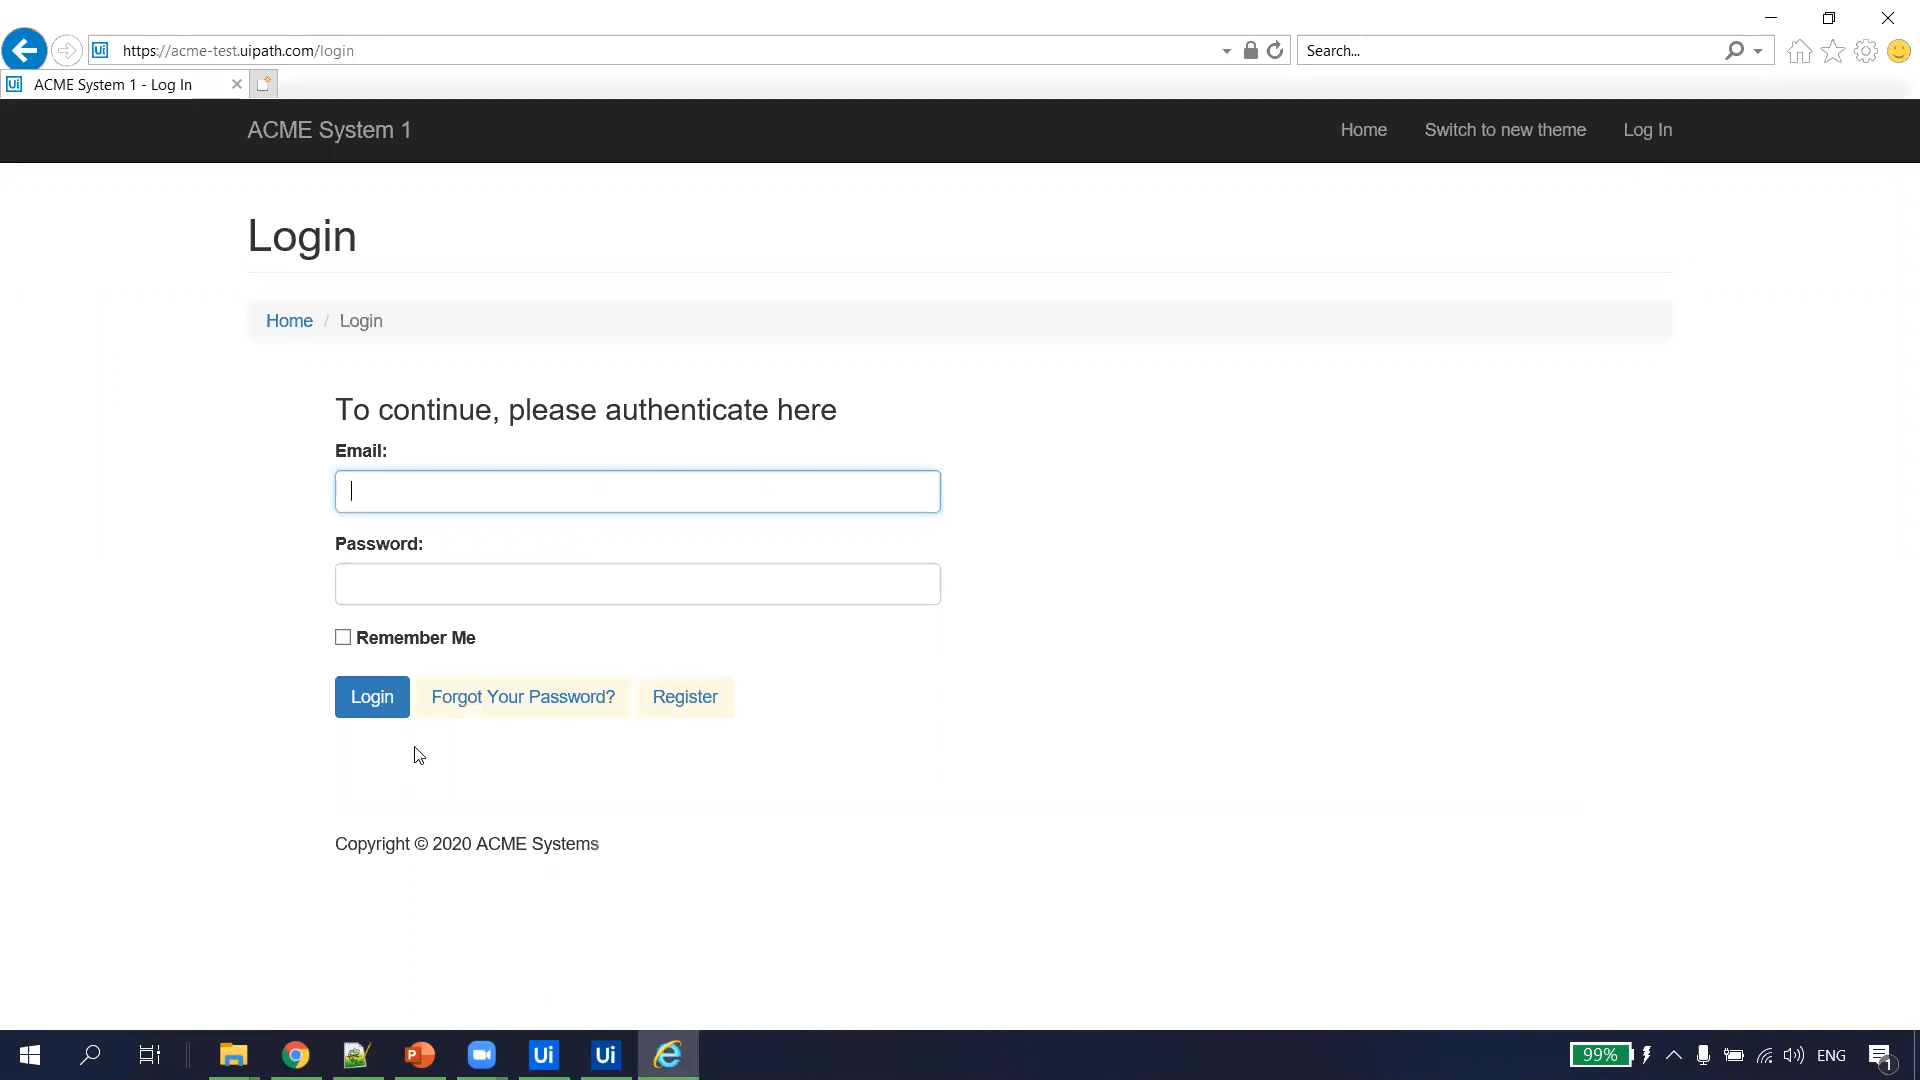 https://acme-test.uipath.com/login
Search...
ACME System 1 - Log In
ACME System 1
Home
Switch to new theme
Log In
Login
Home / Login
To continue, please authenticate here
Email:
Password:
Remember Me
Login
Forgot Your Password?
Register
Copyright © 2020 ACME Systems
99%
ENG
1